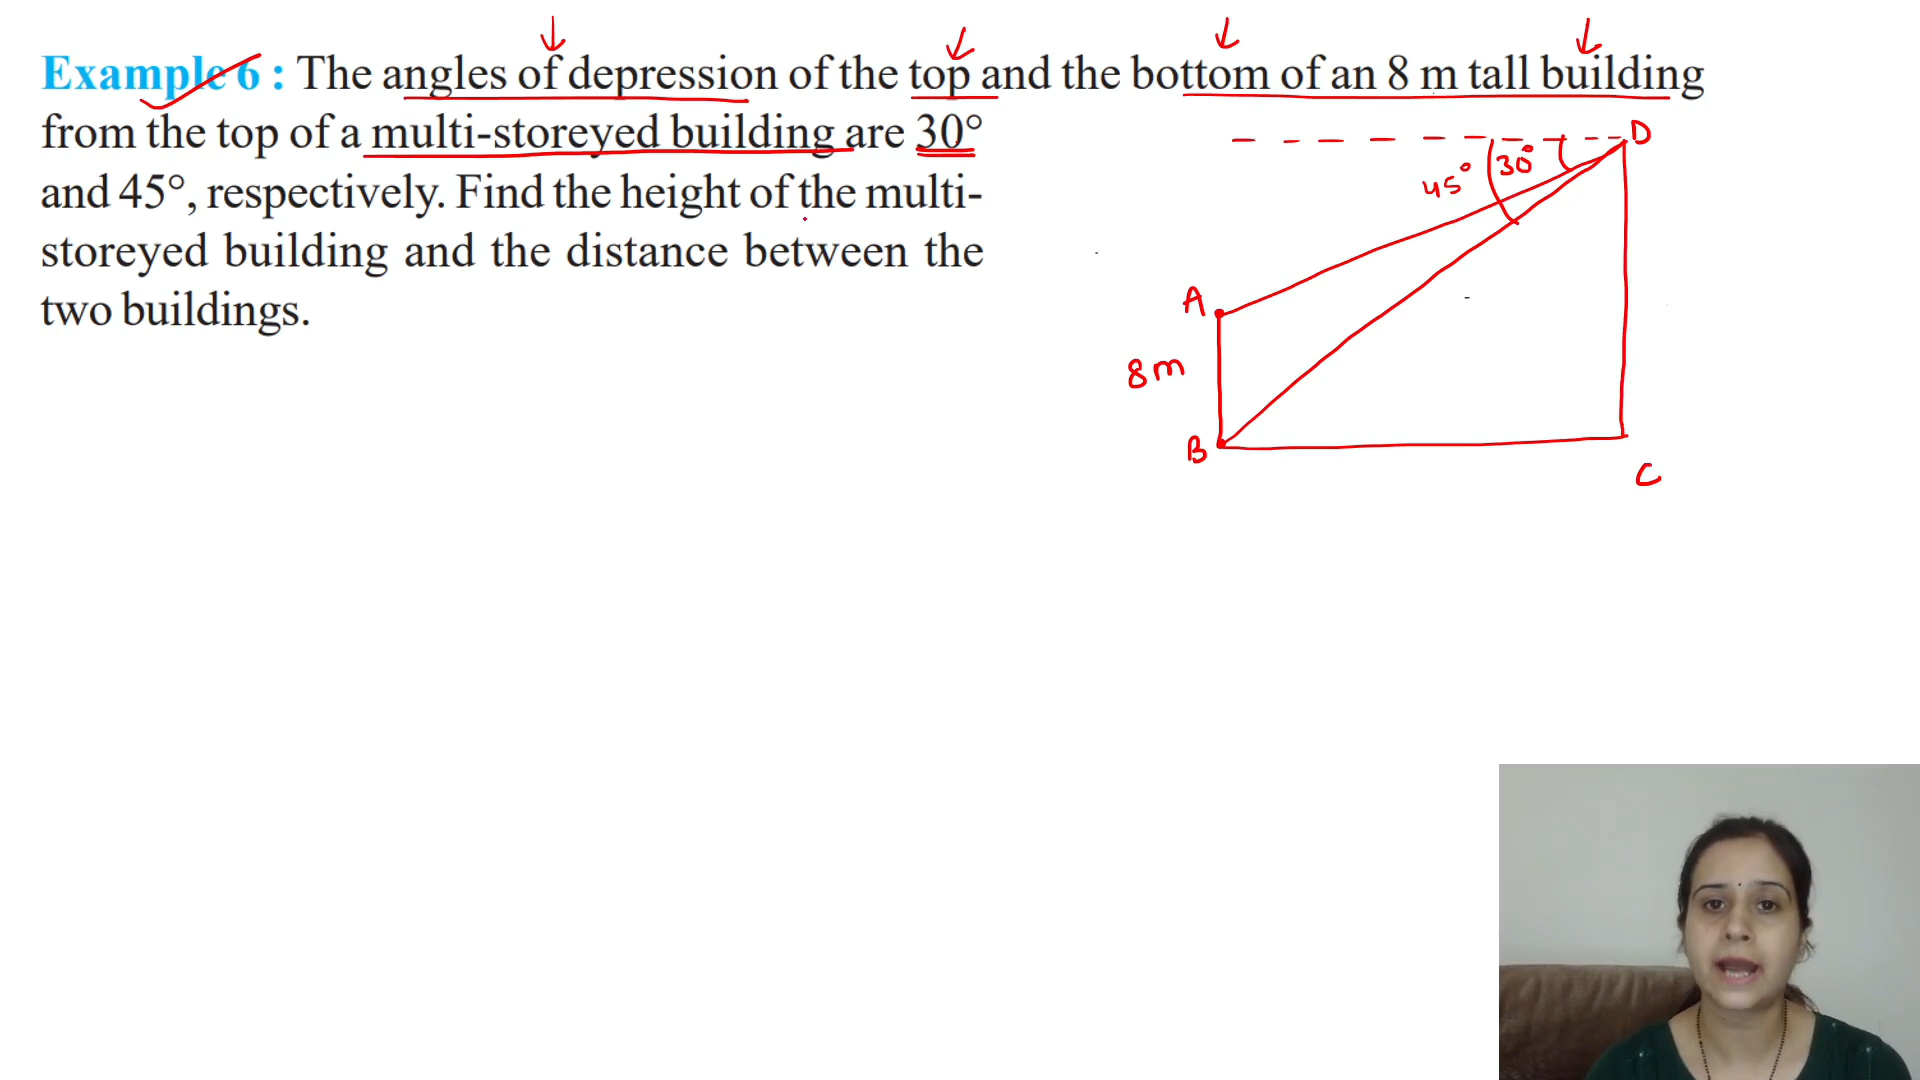 Example 6 : The angles of depression of the top and the bottom of an 8 m tall building
from the top of a multi-storeyed building are 30°
and 45°, respectively. Find the height of the multi-
storeyed building and the distance between the
two buildings.
D
45° 30°
A
8m
B
C